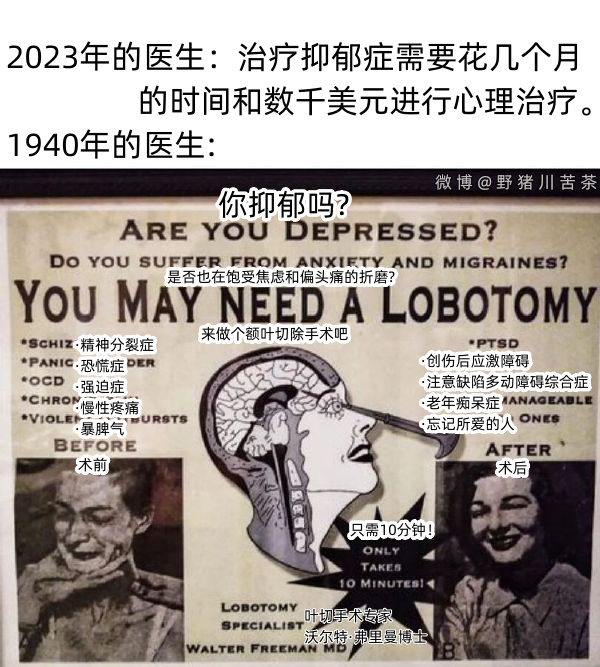 2023年的医生：治疗抑郁症需要花几个月
的时间和数千美元进行心理治疗。
1940年的医生:
微博@野猪川苦茶
你抑郁吗?
ARE YOU DEPRESSED?
DO YOU SUFFER FROM ANXIETY AND MIGRAINES?
是否也在饱受焦虑和偏头痛的折磨?
YOU MAY NEED A LOBOTOMY
来做个额叶切除手术吧
*SCHIZ
·精神分裂症
*PANIC
DER
·恐慌症
*OCD
·强迫症
*CHRON
·慢性疼痛
*VIOLE
BURSTS
·暴脾气
*PTSD
·创伤后应激障碍
·注意缺陷多动障碍综合症
·老年痴呆症
MANAGEABLE
·忘记所爱的人
ONES
BEFORE
术前
AFTER
术后
只需10分钟!
ONLY
TAKES
10 MINUTES!
LOBOTOMY
SPECIALIST
叶切手术专家
沃尔特·弗里曼博士
WALTER FREEMAN MD